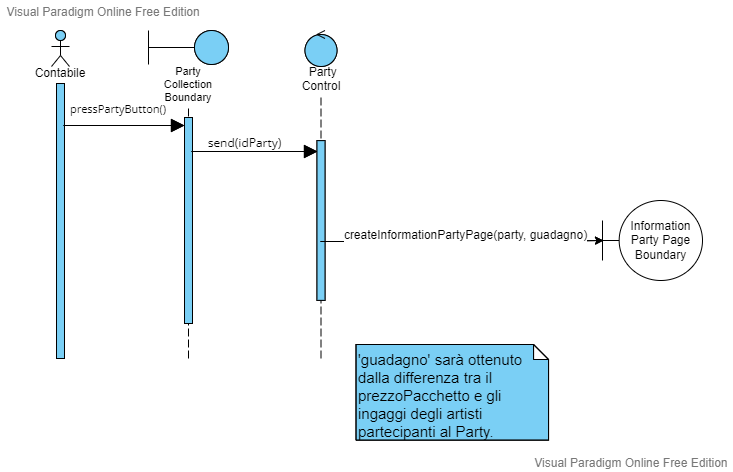 Visual Paradigm Online Free Edition
Contabile
Party
Collection
Boundary
Party
Control
pressPartyButton()
send(idParty)
createInformationPartyPage(party, guadagno)
Information
Party Page
Boundary
'guadagno' sarà ottenuto
dalla differenza tra il
prezzoPacchetto e gli
ingaggi degli artisti
partecipanti al Party.
Visual Paradigm Online Free Edition